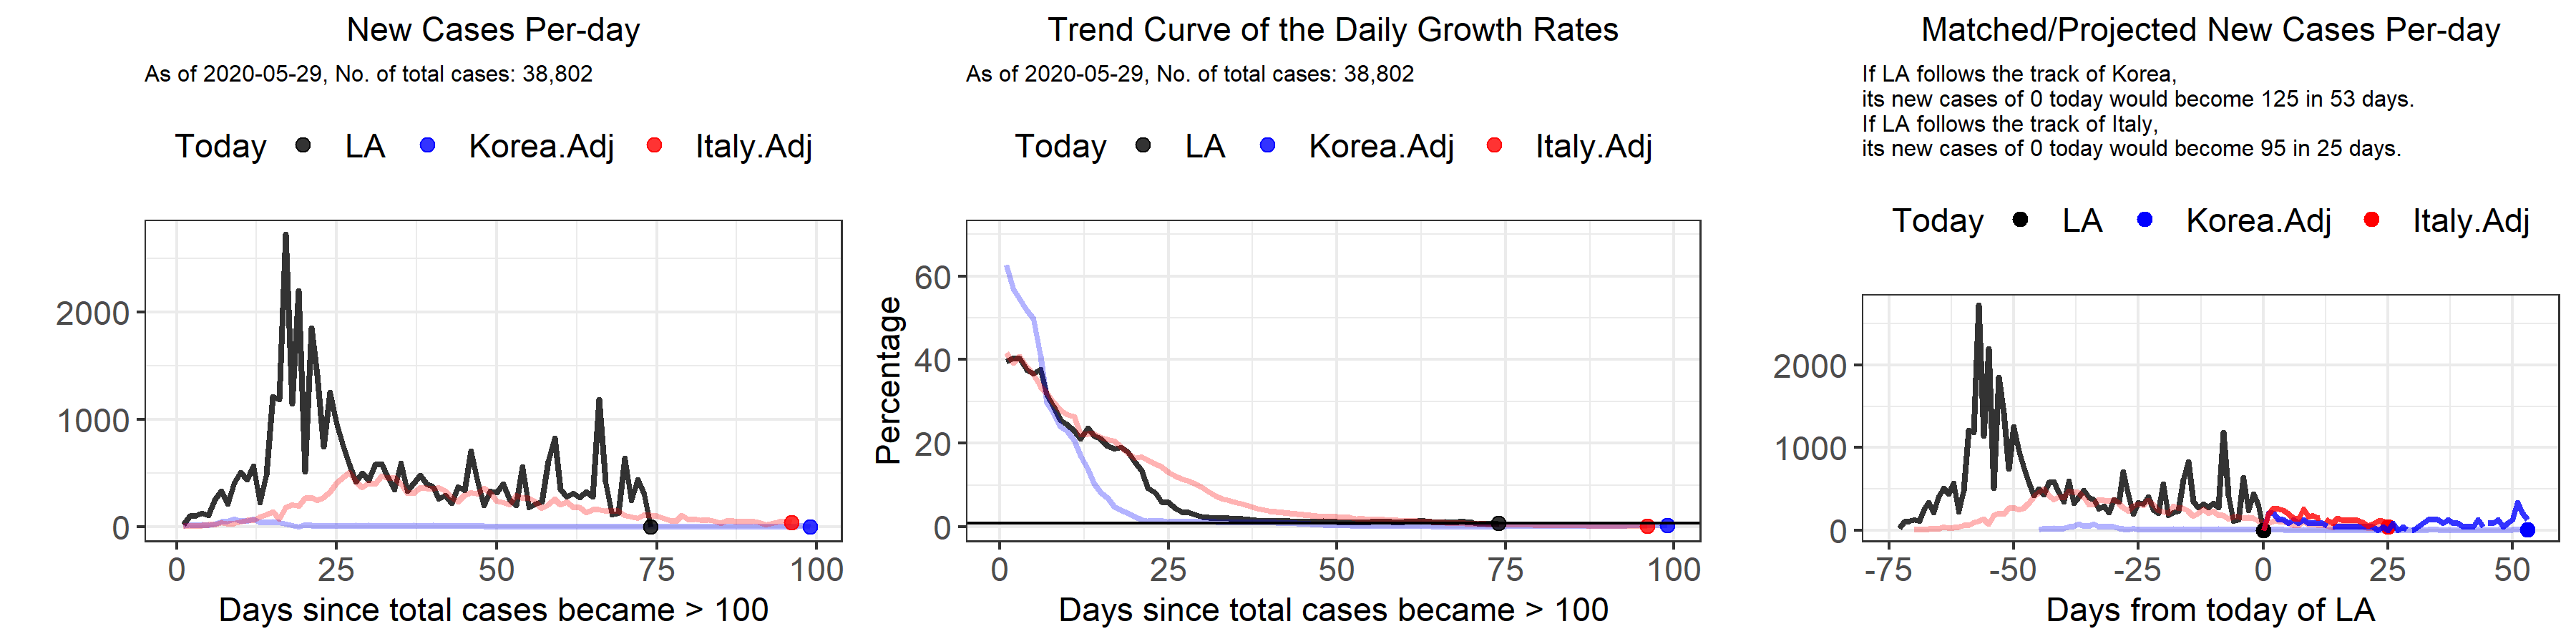 New Cases Per-day
As of 2020-05-29, No. of total cases: 38,802
Today LA Korea.Adj Italy.Adj
2000
1000
0
0 25 50 75 100
Days since total cases became > 100
Trend Curve of the Daily Growth Rates
As of 2020-05-29, No. of total cases: 38,802
Today LA Korea.Adj Italy.Adj
Percentage
60
40
20
0
0 25 50 75 100
Days since total cases became > 100
Matched/Projected New Cases Per-day
If LA follows the track of Korea,
its new cases of 0 today would become 125 in 53 days.
If LA follows the track of Italy,
its new cases of 0 today would become 95 in 25 days.
Today LA Korea.Adj Italy.Adj
2000
1000
0
-75 -50 -25 0 25 50
Days from today of LA